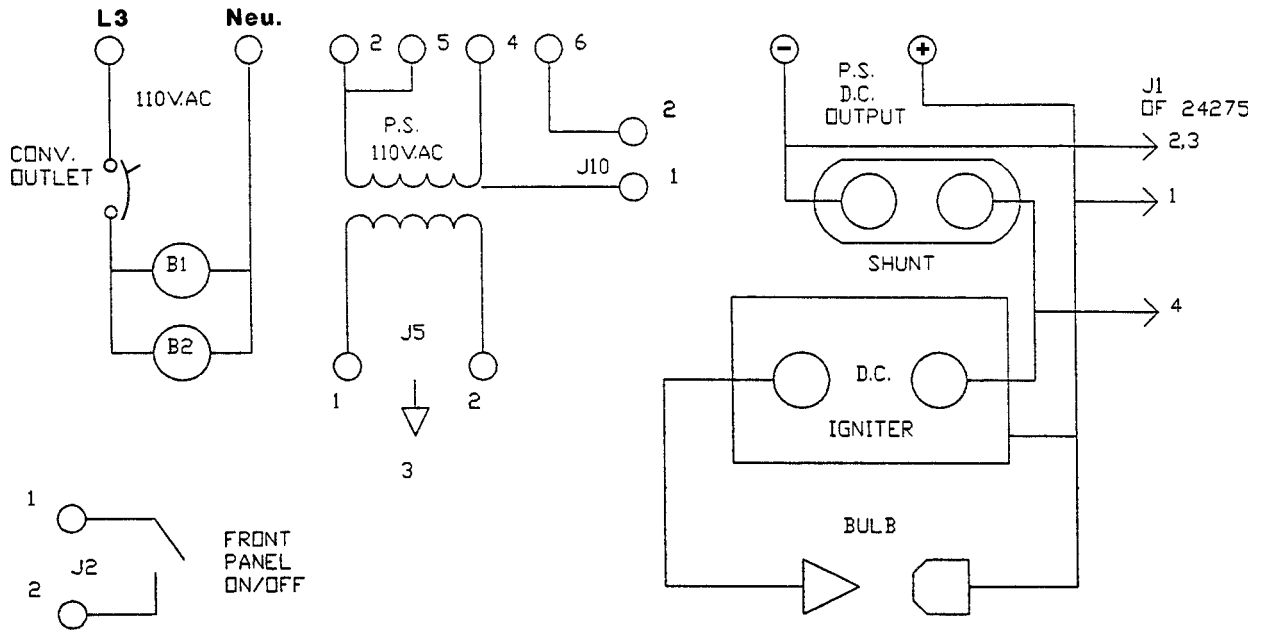 L3
Neu.
110V.AC
CONV.
OUTLET
B1
B2
2
5
4
6
P.S.
110V.AC
2
J10
1
J5
1
2
3
1
J2
2
FRONT
PANEL
ON/OFF
−
+
P.S.
D.C.
OUTPUT
J1
OF 24275
2,3
1
SHUNT
4
D.C.
IGNITER
BULB